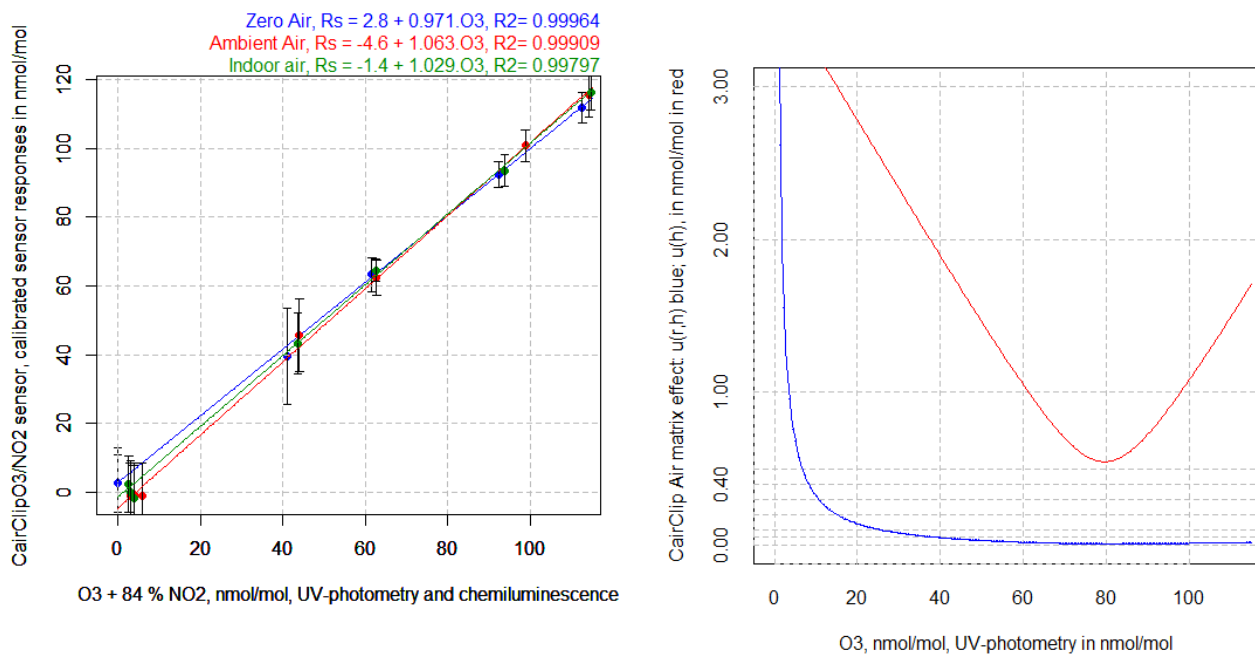 Zero Air, Rs = 2.8 + 0.971.O3, R2= 0.99964
Ambient Air, Rs = -4.6 + 1.063.O3, R2= 0.99909
Indoor air, Rs = -1.4 + 1.029.O3, R2= 0.99797
CairClipO3/NO2 sensor, calibrated sensor responses in nmol/mol
120
100
80
60
40
20
0
0 20 40 60 80 100
O3 + 84 % NO2, nmol/mol, UV-photometry and chemiluminescence
CairClip Air matrix effect: u(r,h) blue; u(h), in nmol/mol in red
3.00
2.00
1.00
0.40
0.00
0 20 40 60 80 100
O3, nmol/mol, UV-photometry in nmol/mol